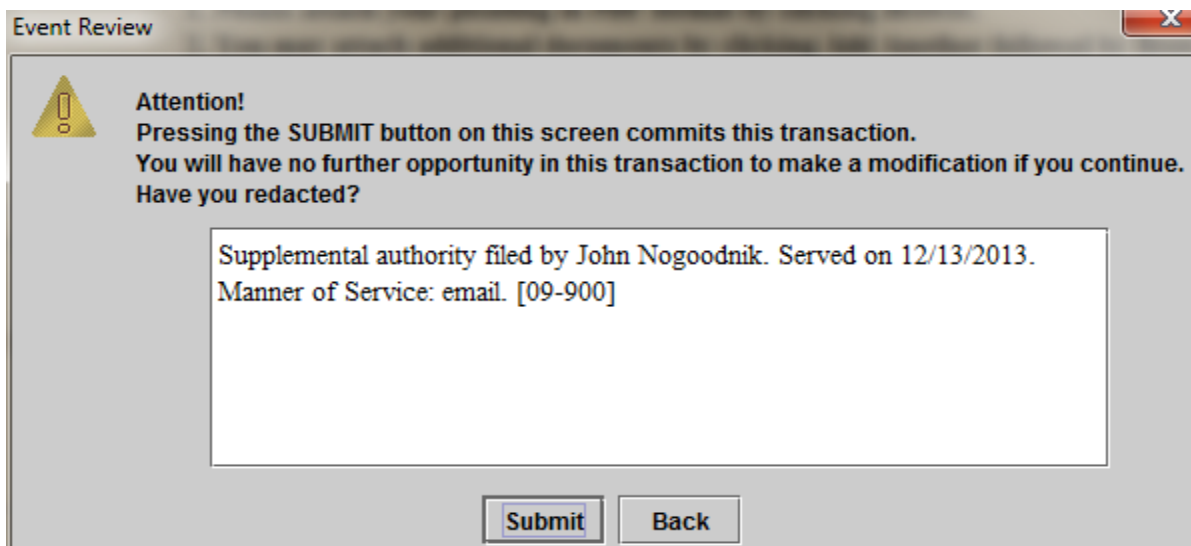 Event Review
X
Attention!
Pressing the SUBMIT button on this screen commits this transaction.
You will have no further opportunity in this transaction to make a modification if you continue.
Have you redacted?
Supplemental authority filed by John Nogoodnik. Served on 12/13/2013.
Manner of Service: email. [09-900]
Submit Back